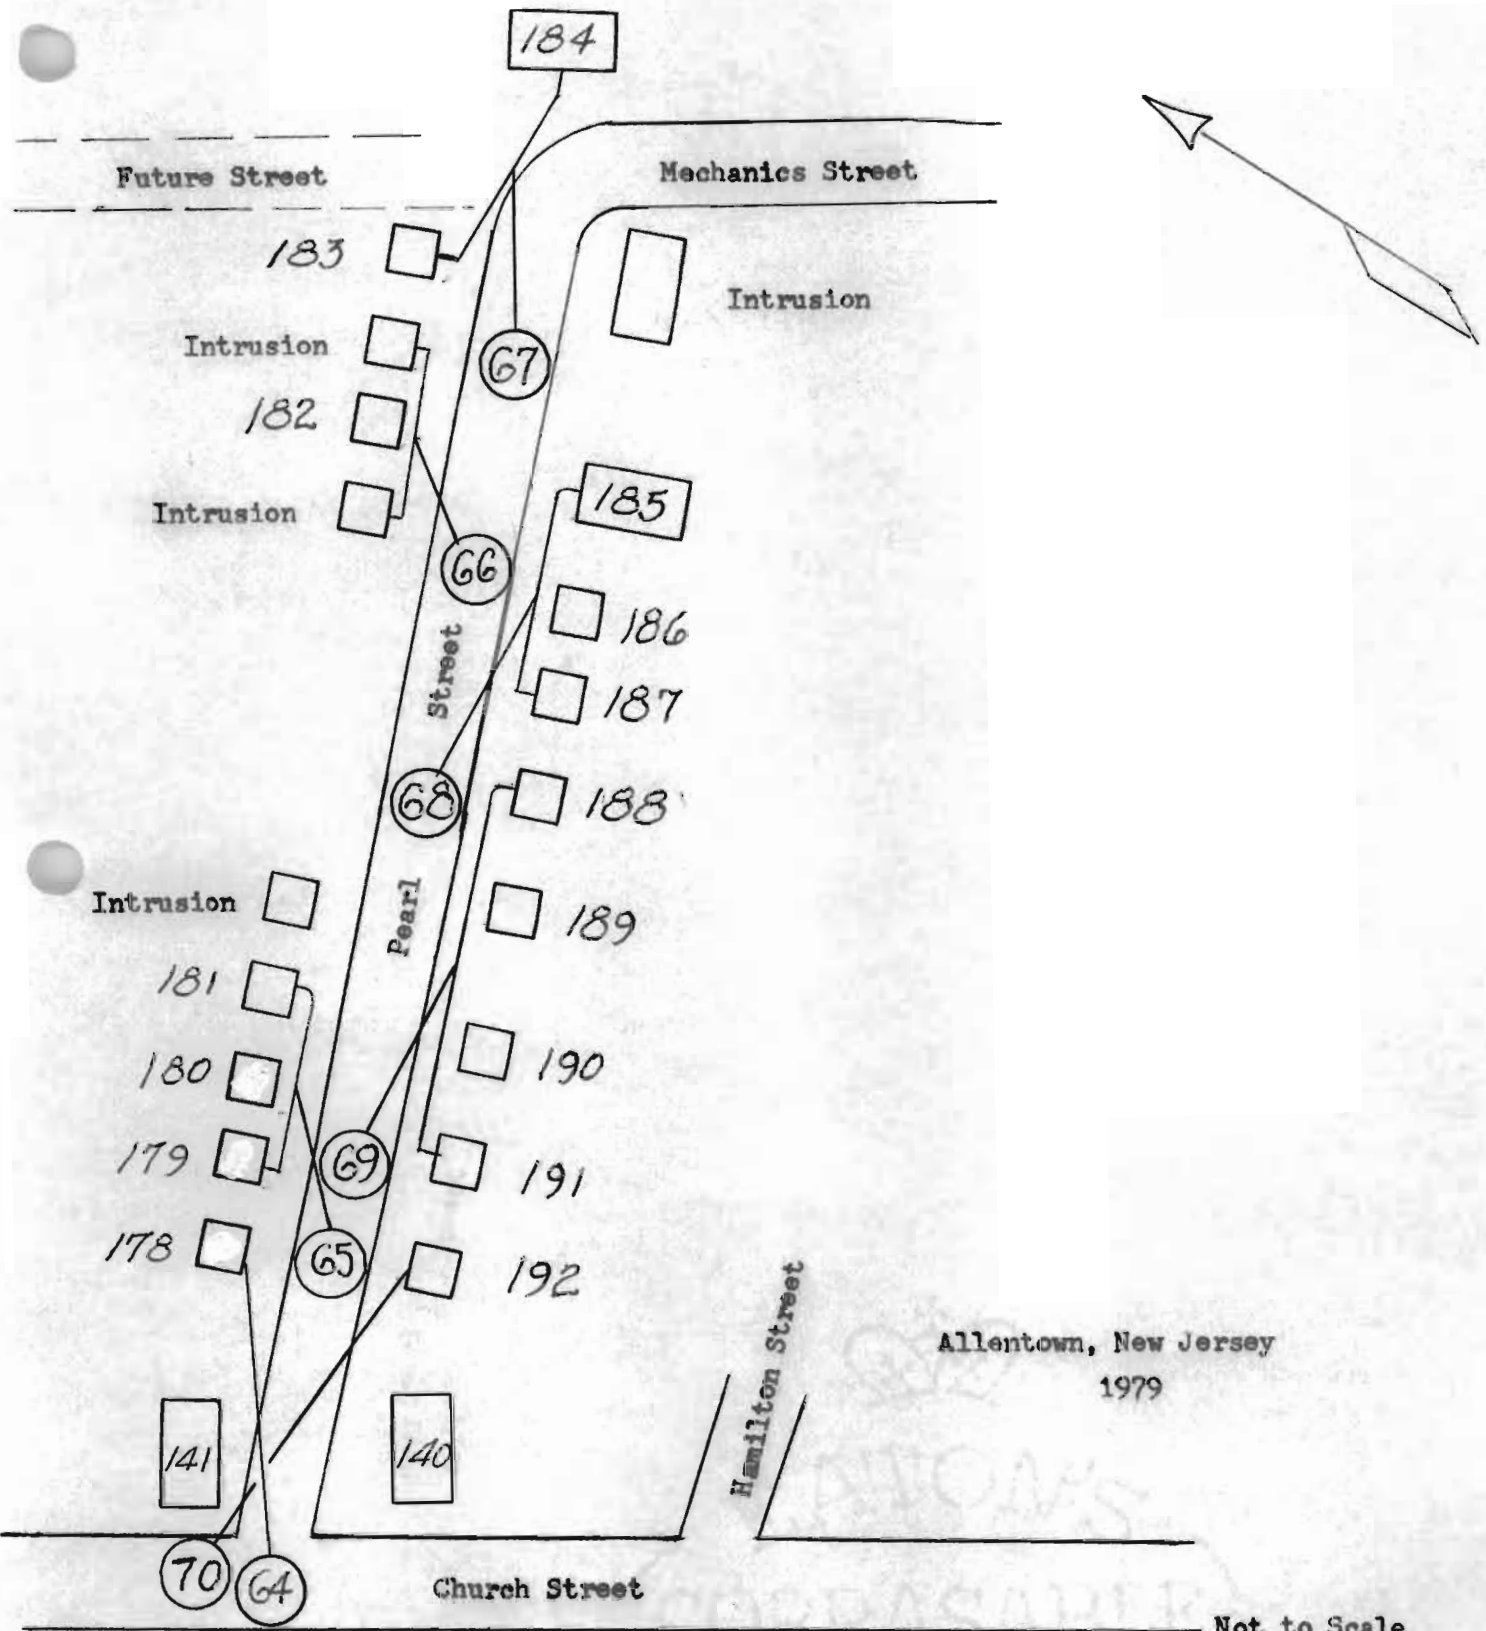 184
Future Street
Mechanics Street
183
Intrusion
Intrusion
67
182
185
Intrusion
66
186
Street
187
68
188
Intrusion
Pearl
189
181
190
180
179
69
191
178
65
192
Hamilton Street
Allentown, New Jersey
1979
141
140
70
64
Church Street
Not to Scale